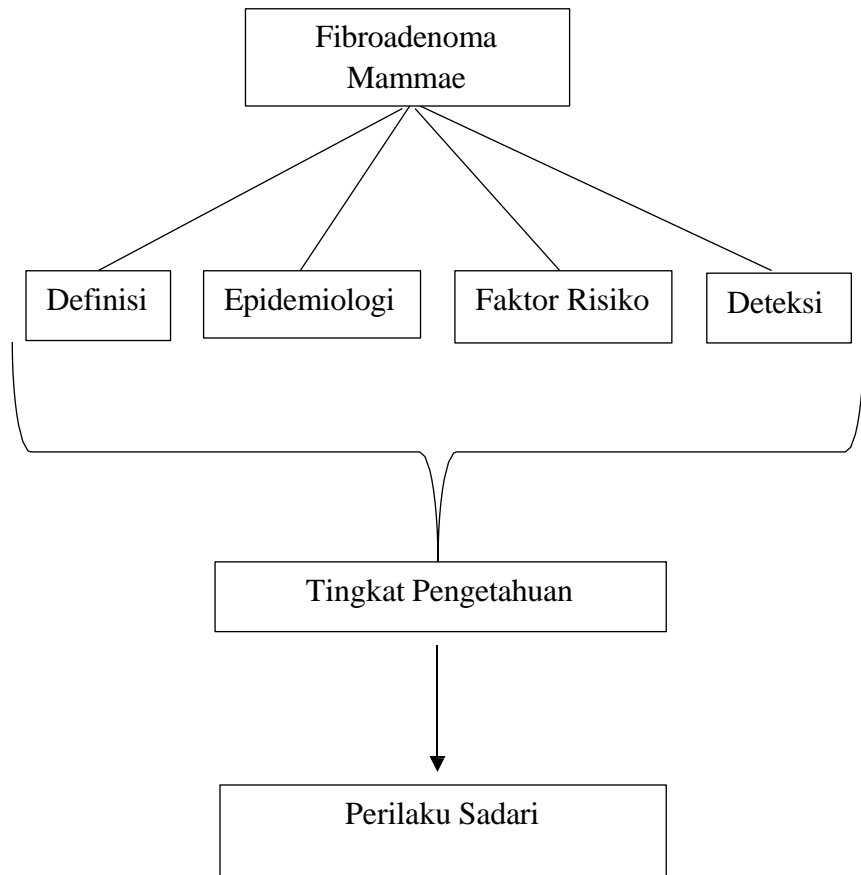 Fibroadenoma
Mammae
Definisi
Epidemiologi
Faktor Risiko
Deteksi
Tingkat Pengetahuan
Perilaku Sadari